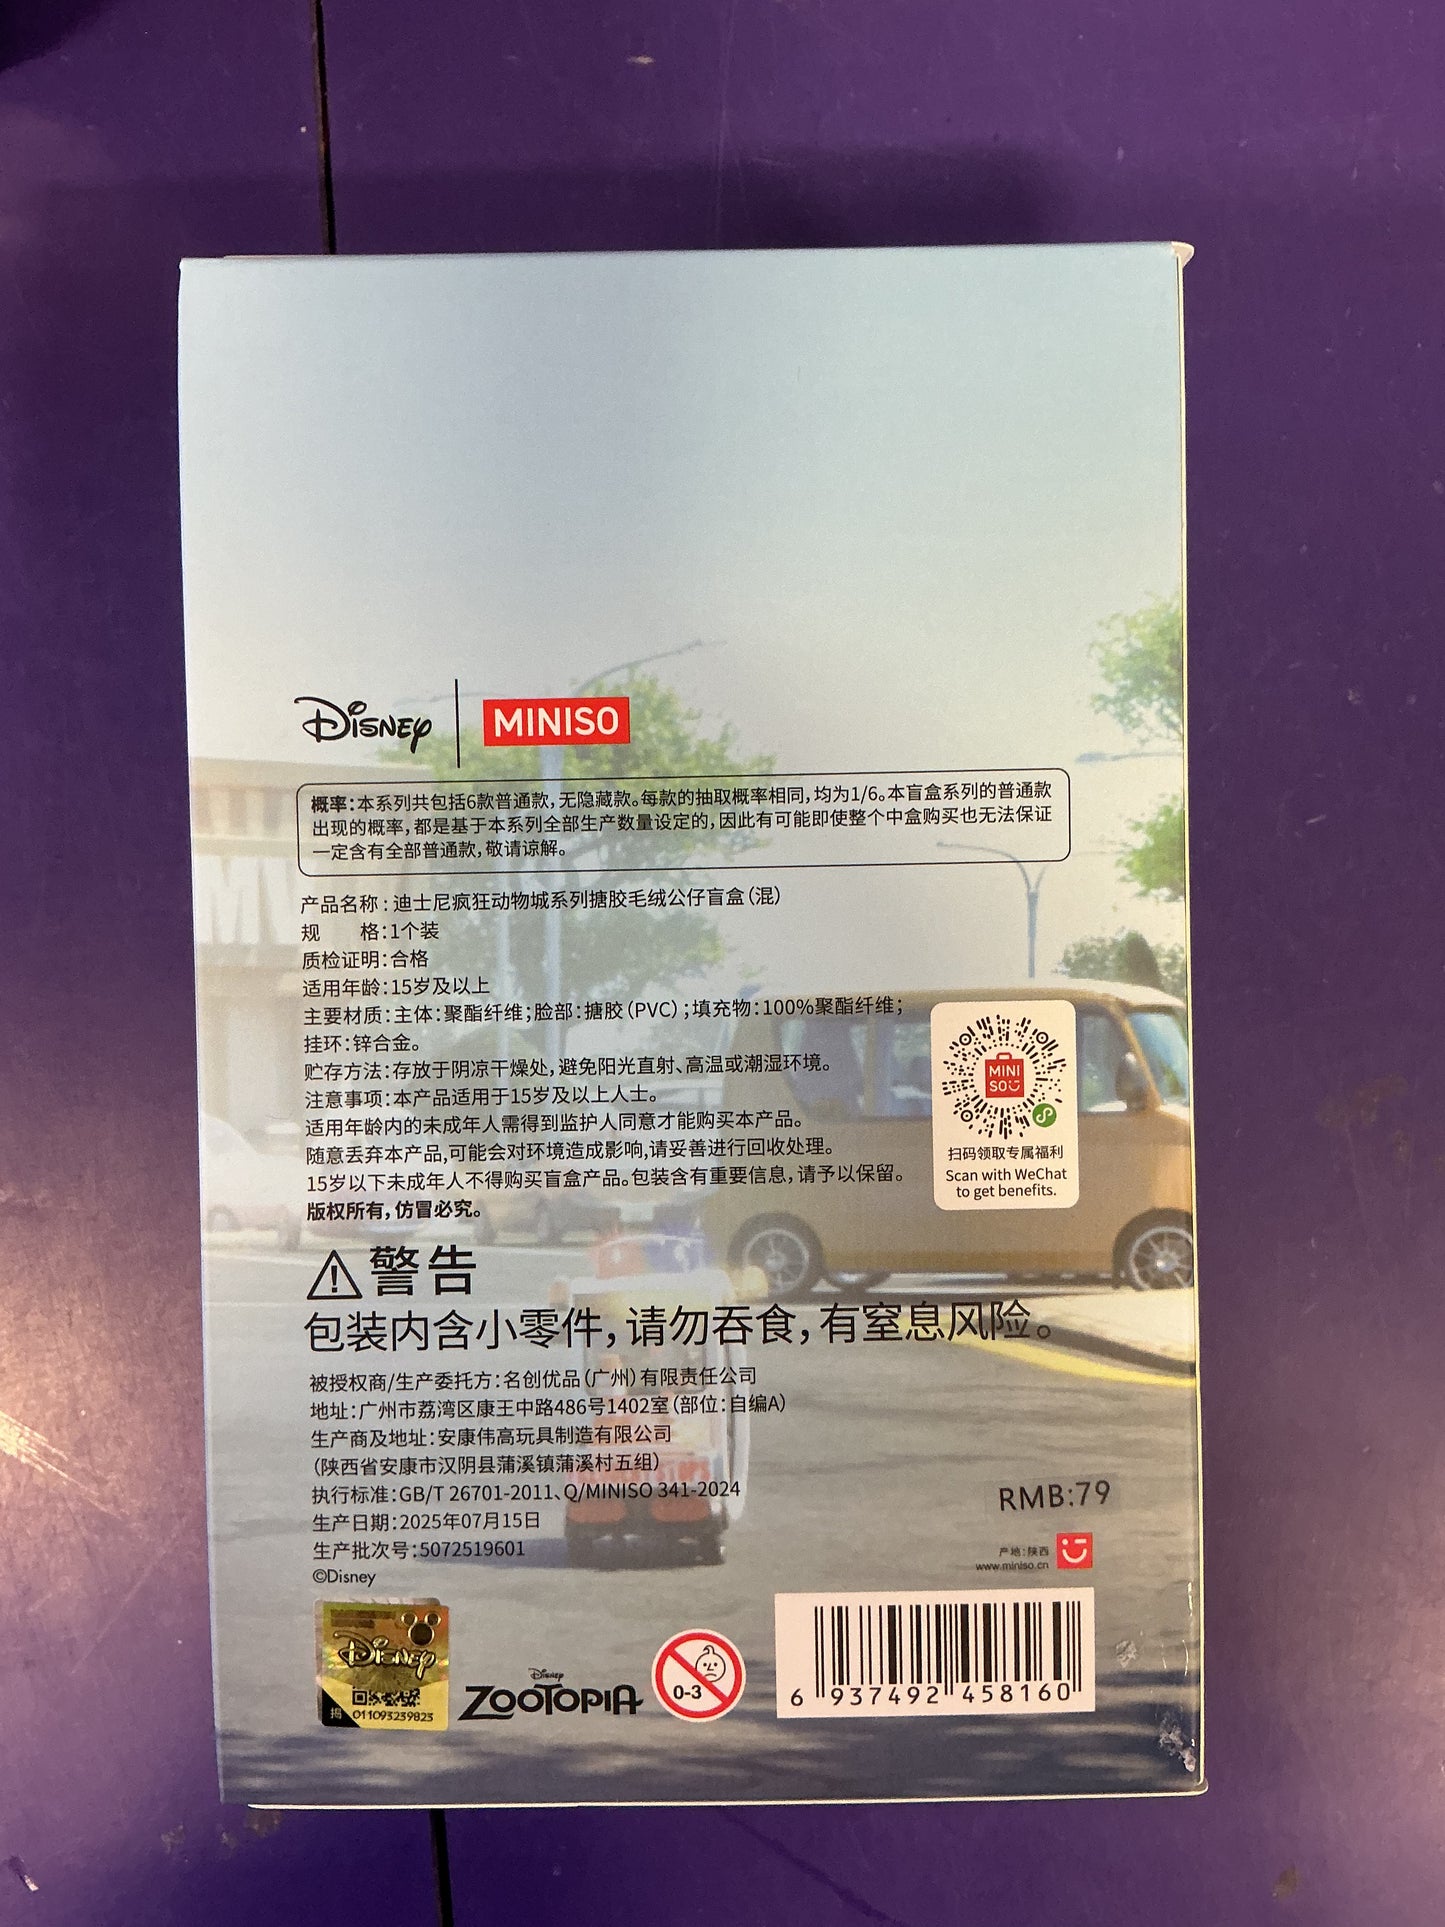 Disney MINISO
概率:本系列共包括6款普通款,无隐藏款。每款的抽取概率相同,均为1/6。本盲盒系列的普通款
出现的概率,都是基于本系列全部生产数量设定的,因此有可能即使整个中盒购买也无法保证
一定含有全部普通款,敬请谅解。
产品名称:迪士尼疯狂动物城系列搪胶毛绒公仔盲盒(混)
规 格:1个装
质检证明:合格
适用年龄:15岁及以上
主要材质:主体:聚酯纤维;脸部:搪胶(PVC);填充物:100%聚酯纤维;
挂环:锌合金。
贮存方法:存放于阴凉干燥处,避免阳光直射、高温或潮湿环境。
注意事项:本产品适用于15岁及以上人士。
适用年龄内的未成年人需得到监护人同意才能购买本产品。
随意丢弃本产品,可能会对环境造成影响,请妥善进行回收处理。
15岁以下未成年人不得购买盲盒产品。包装含有重要信息,请予以保留。
版权所有,仿冒必究。
MINI
SO
扫码领取专属福利
Scan with WeChat
to get benefits.
警告
包装内含小零件,请勿吞食,有窒息风险。
被授权商/生产委托方:名创优品(广州)有限责任公司
地址:广州市荔湾区康王中路486号1402室(部位:自编A)
生产商及地址:安康伟高玩具制造有限公司
(陕西省安康市汉阴县蒲溪镇蒲溪村五组)
执行标准:GB/T 26701-2011、Q/MINISO 341-2024
生产日期:2025年07月15日
生产批次号:5072519601
©Disney
RMB:79
产地:陕西
www.miniso.cn
Disney
011093239823
Disney
ZOOTOPIA
0-3
6 937492 458160